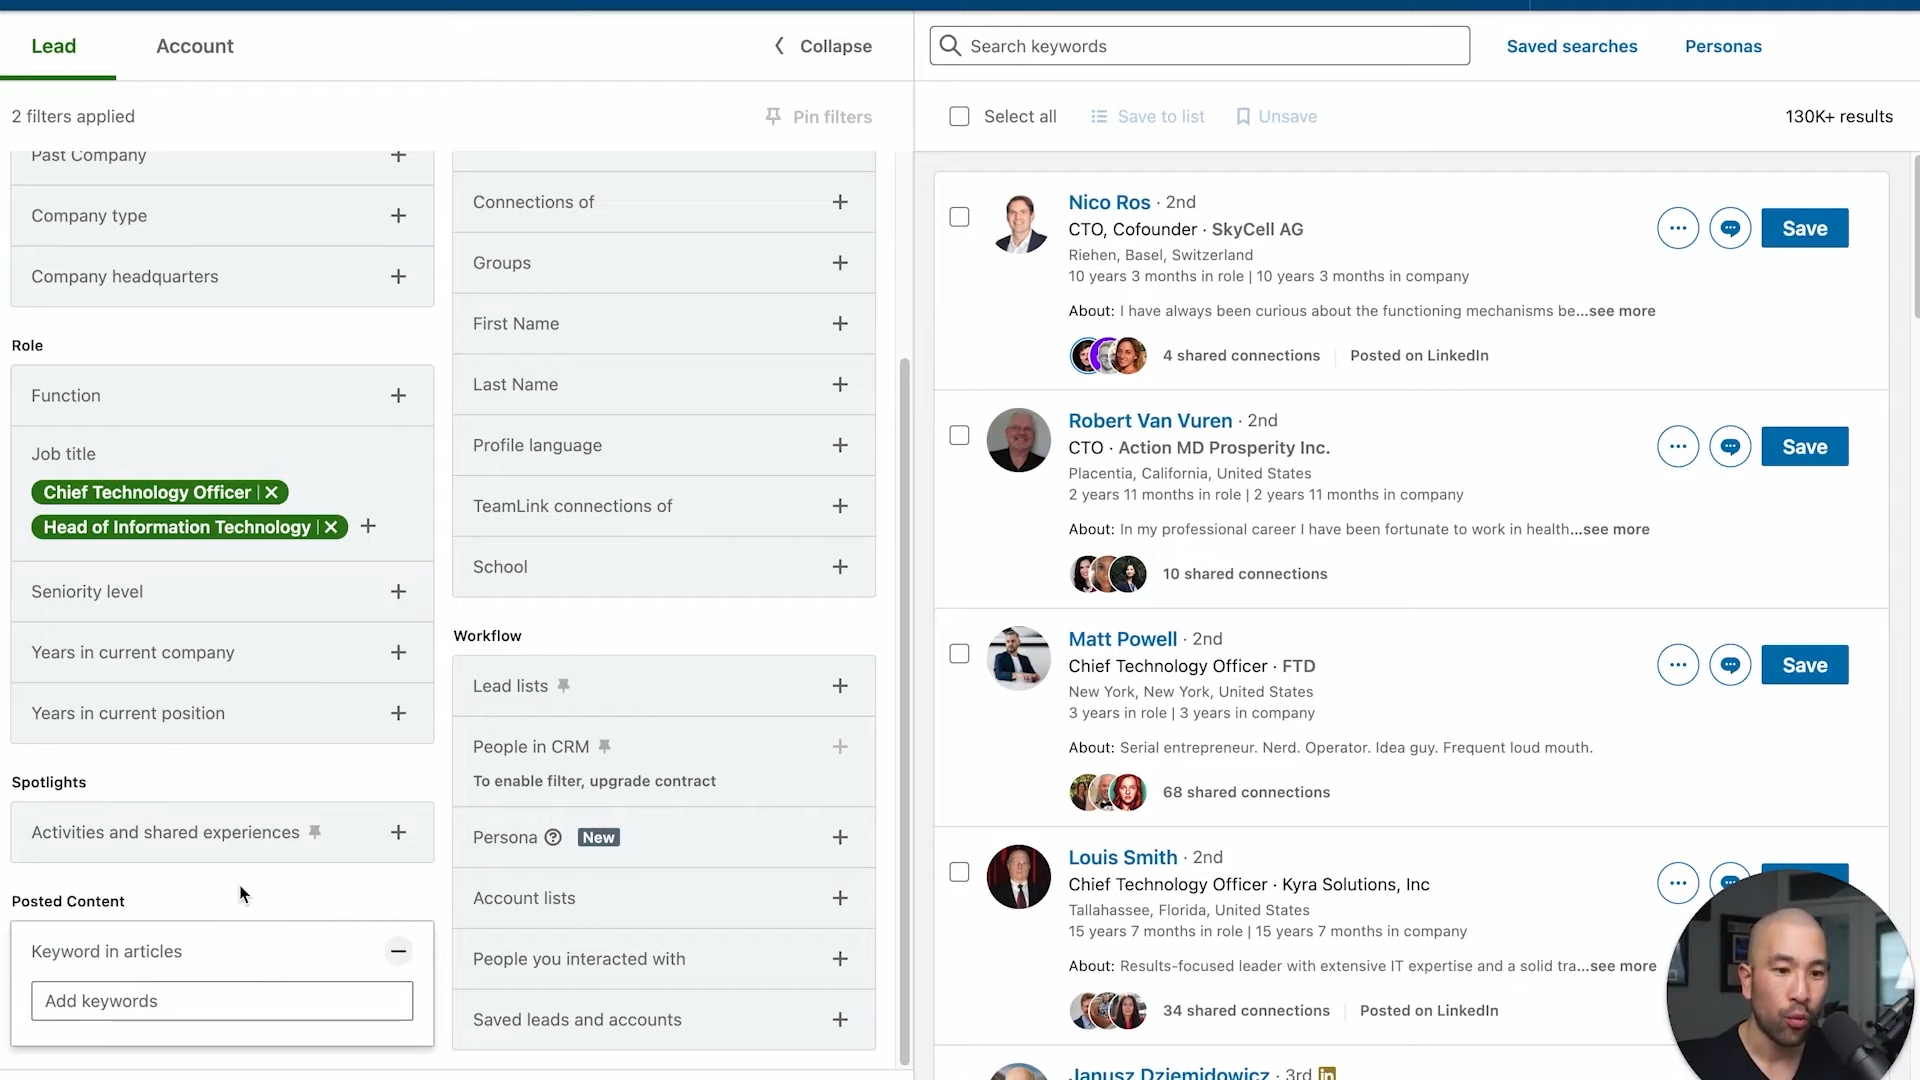 Lead
Account
Collapse
Search keywords
Saved searches
Personas
2 filters applied
Pin filters
Select all
Save to list
Unsave
130K+ results
Past Company
Company type
Company headquarters
Role
Function
Job title
Chief Technology Officer
Head of Information Technology
Seniority level
Years in current company
Years in current position
Spotlights
Activities and shared experiences
Posted Content
Keyword in articles
Add keywords
Connections of
Groups
First Name
Last Name
Profile language
TeamLink connections of
School
Workflow
Lead lists
People in CRM
To enable filter, upgrade contract
Persona New
Account lists
People you interacted with
Saved leads and accounts
Nico Ros · 2nd
CTO, Cofounder · SkyCell AG
Riehen, Basel, Switzerland
10 years 3 months in role | 10 years 3 months in company
About: I have always been curious about the functioning mechanisms be...see more
4 shared connections
Posted on LinkedIn
Save
Robert Van Vuren · 2nd
CTO · Action MD Prosperity Inc.
Placentia, California, United States
2 years 11 months in role | 2 years 11 months in company
About: In my professional career I have been fortunate to work in health...see more
10 shared connections
Save
Matt Powell · 2nd
Chief Technology Officer · FTD
New York, New York, United States
3 years in role | 3 years in company
About: Serial entrepreneur. Nerd. Operator. Idea guy. Frequent loud mouth.
68 shared connections
Save
Louis Smith · 2nd
Chief Technology Officer · Kyra Solutions, Inc
Tallahassee, Florida, United States
15 years 7 months in role | 15 years 7 months in company
About: Results-focused leader with extensive IT expertise and a solid tra...see more
34 shared connections
Posted on LinkedIn
Janusz Dziemidowicz · 3rd in